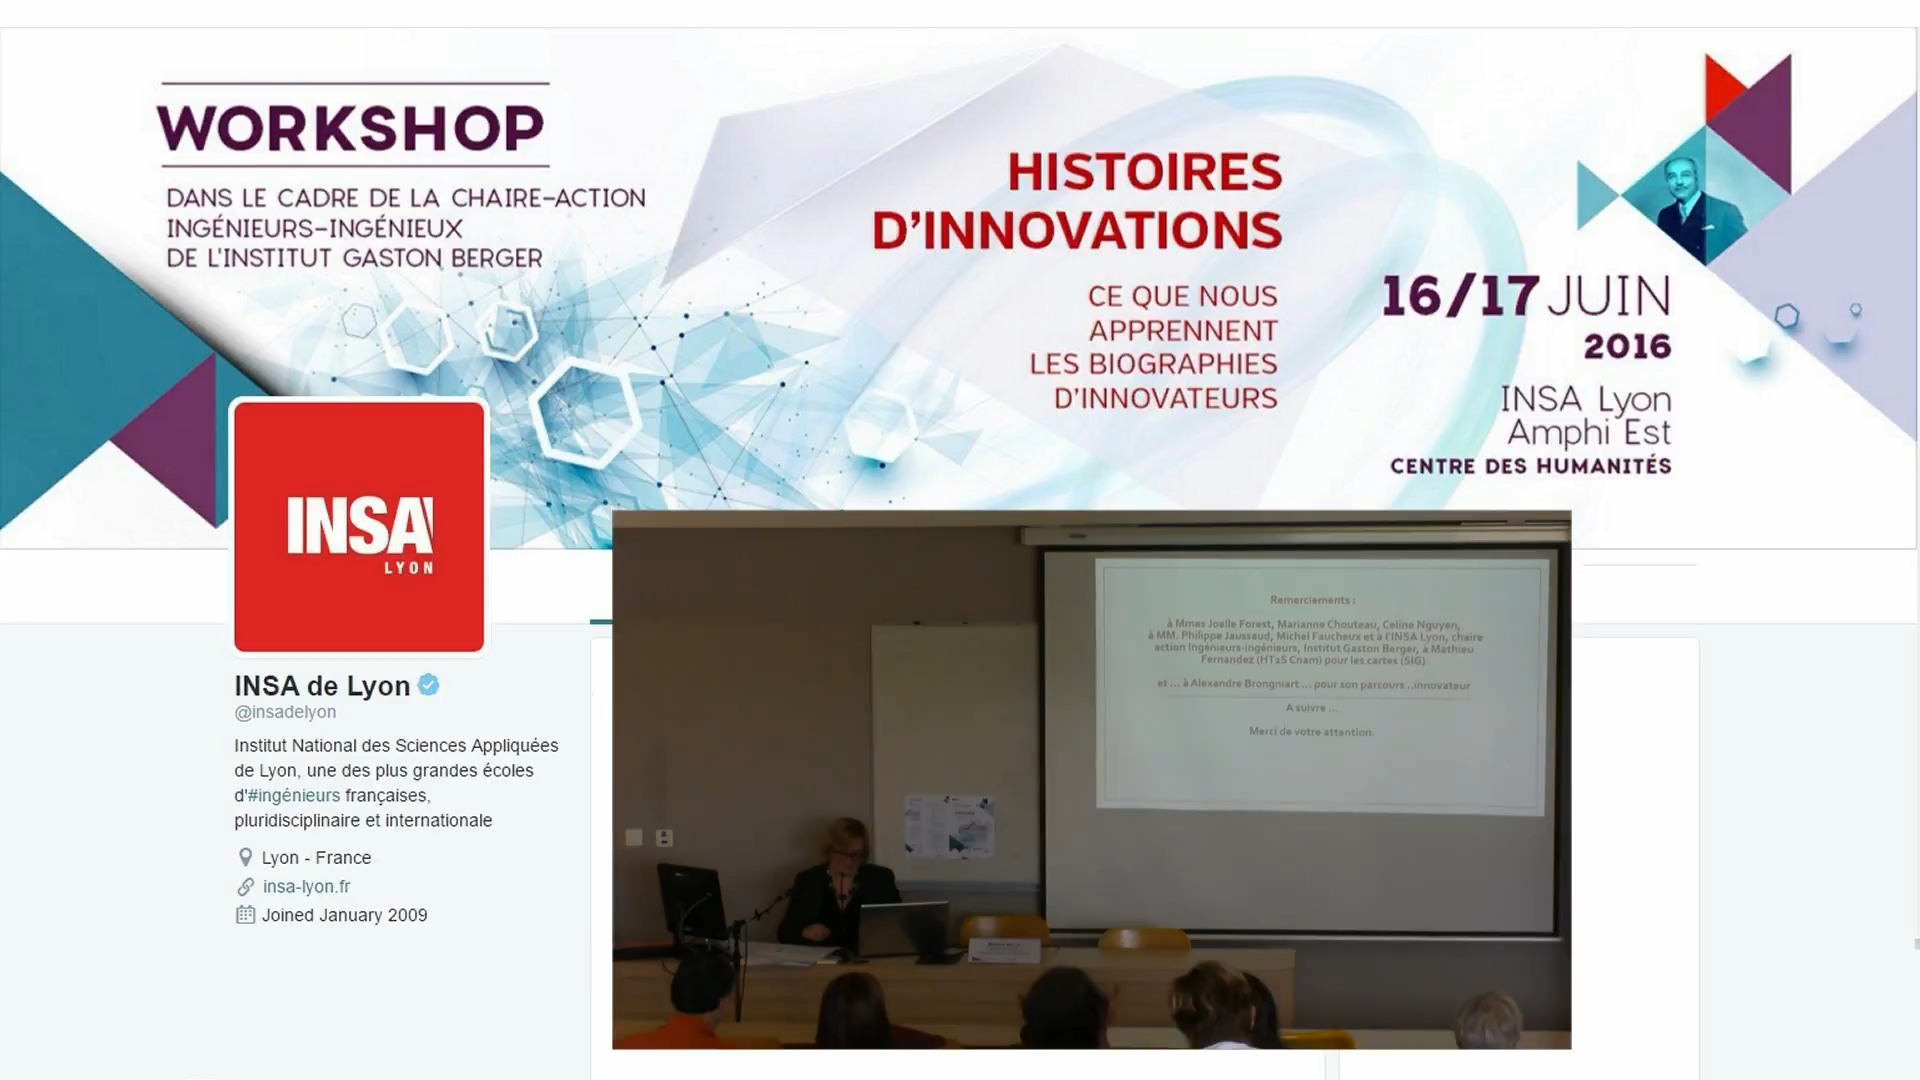 WORKSHOP
DANS LE CADRE DE LA CHAIRE-ACTION
INGÉNIEURS-INGÉNIEUX
DE L'INSTITUT GASTON BERGER
HISTOIRES
D'INNOVATIONS
CE QUE NOUS
APPRENNENT
LES BIOGRAPHIES
D'INNOVATEURS
16/17 JUIN
2016
INSA Lyon
Amphi Est
CENTRE DES HUMANITÉS
INSA
LYON
INSA de Lyon
@insadelyon
Institut National des Sciences Appliquées
de Lyon, une des plus grandes écoles
d'#ingénieurs françaises,
pluridisciplinaire et internationale
Lyon - France
insa-lyon.fr
Joined January 2009
Remerciements :
à Mmes Joelle Forest, Marianne Chouteau, Celine Nguyen,
à MM. Philippe Jaussaud, Michel Faucheux et à l'INSA Lyon, chaire
action Ingénieurs-ingénieurs, Institut Gaston Berger, à Mathieu
Fernandez (HT2S Cnam) pour les cartes (SIG)
et ... à Alexandre Brongniart ... pour son parcours ..innovateur
A suivre ...
Merci de votre attention.